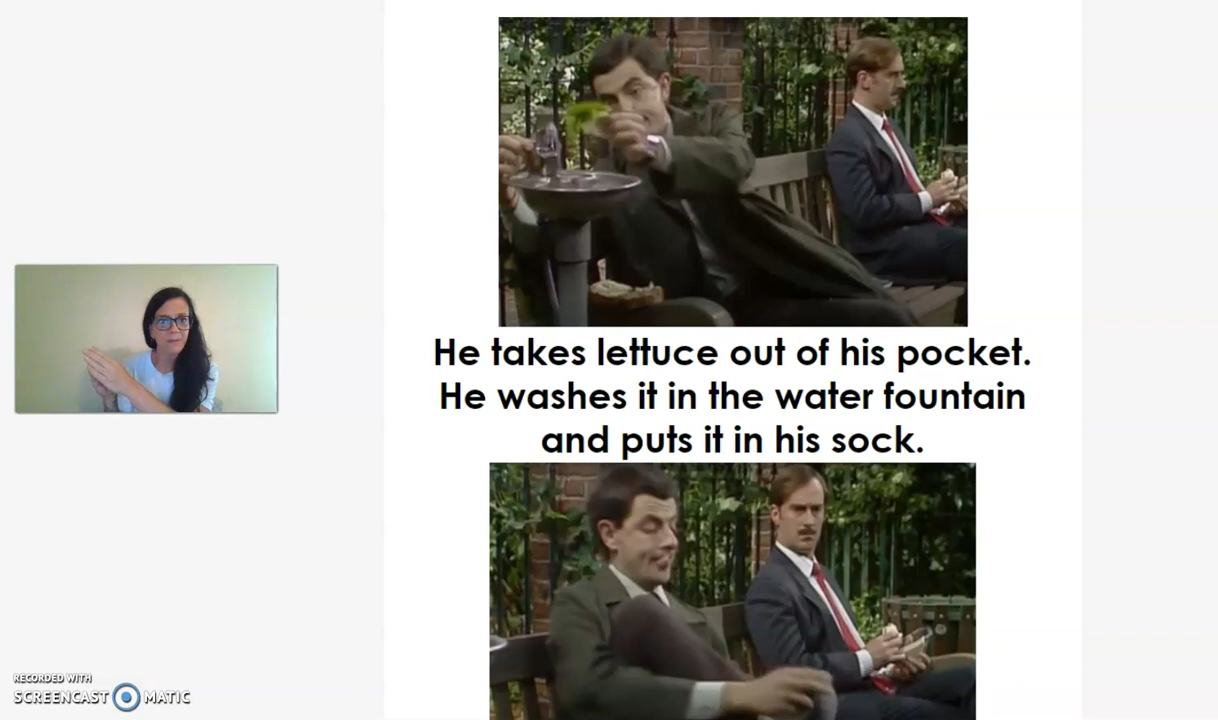 He takes lettuce out of his pocket.
He washes it in the water fountain
and puts it in his sock.
RECORDED WITH
SCREENCAST MATIC